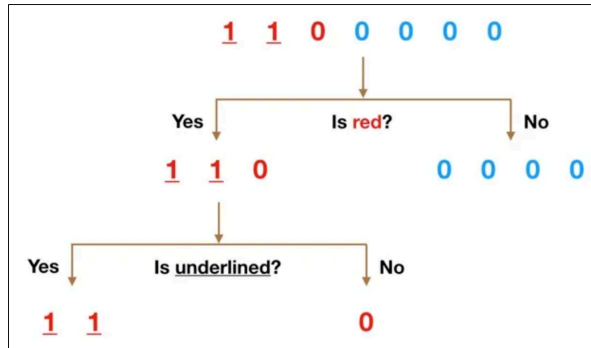 1 1 0 0 0 0 0
Yes Is red? No
1 1 0 0 0 0 0
Yes Is underlined? No
1 1 0